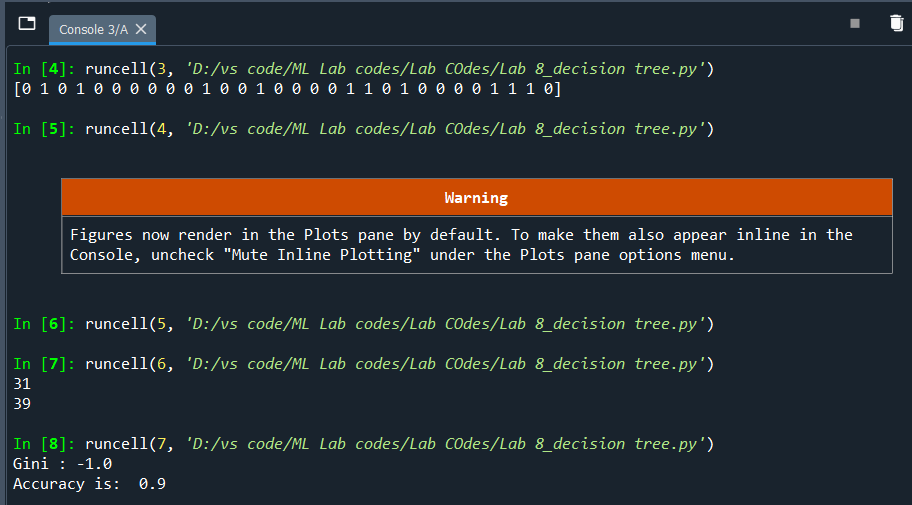 Console 3/A
In [4]: runcell(3, 'D:/vs code/ML Lab codes/Lab COdes/Lab 8_decision tree.py')
[0 1 0 1 0 0 0 0 0 0 1 0 0 1 0 0 0 0 1 1 0 1 0 0 0 0 1 1 1 0]
In [5]: runcell(4, 'D:/vs code/ML Lab codes/Lab COdes/Lab 8_decision tree.py')
Warning
Figures now render in the Plots pane by default. To make them also appear inline in the
Console, uncheck "Mute Inline Plotting" under the Plots pane options menu.
In [6]: runcell(5, 'D:/vs code/ML Lab codes/Lab COdes/Lab 8_decision tree.py')
In [7]: runcell(6, 'D:/vs code/ML Lab codes/Lab COdes/Lab 8_decision tree.py')
31
39
In [8]: runcell(7, 'D:/vs code/ML Lab codes/Lab COdes/Lab 8_decision tree.py')
Gini : -1.0
Accuracy is:  0.9